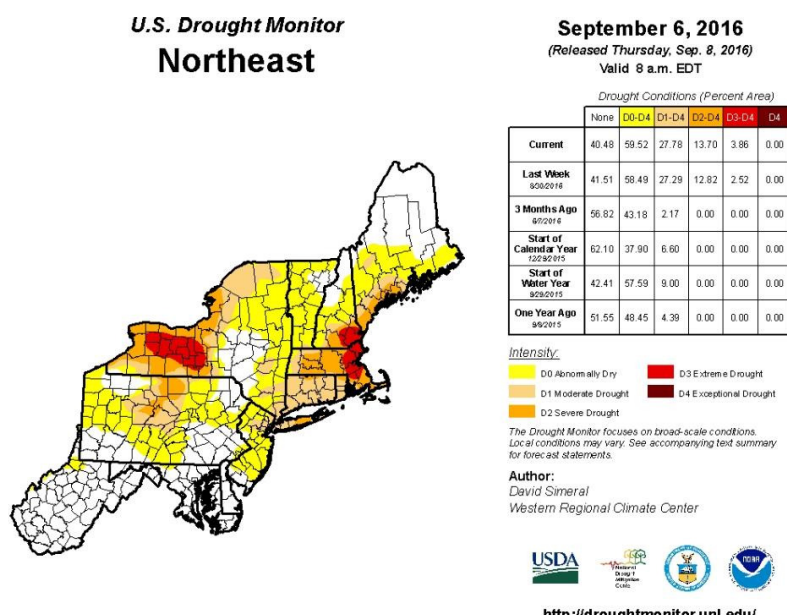 U.S. Drought Monitor
Northeast
September 6, 2016
(Released Thursday, Sep. 8, 2016)
Valid 8 a.m. EDT
Drought Conditions (Percent Area)
None D0-D4 D1-D4 D2-D4 D3-D4 D4
Current 40.48 59.52 27.78 13.70 3.86 0.00
Last Week 8/30/2016 41.51 58.49 27.29 12.82 2.52 0.00
3 Months Ago 6/7/2016 56.82 43.18 2.17 0.00 0.00 0.00
Start of Calendar Year 12/29/2015 62.10 37.90 6.60 0.00 0.00 0.00
Start of Water Year 9/29/2015 42.41 57.59 9.00 0.00 0.00 0.00
One Year Ago 9/8/2015 51.55 48.45 4.39 0.00 0.00 0.00
Intensity:
D0 Abnormally Dry
D1 Moderate Drought
D2 Severe Drought
D3 Extreme Drought
D4 Exceptional Drought
The Drought Monitor focuses on broad-scale conditions.
Local conditions may vary. See accompanying text summary
for forecast statements.
Author:
David Simeral
Western Regional Climate Center
USDA
National
Drought
Mitigation
Center
NOAA
http://droughtmonitor.unl.edu/